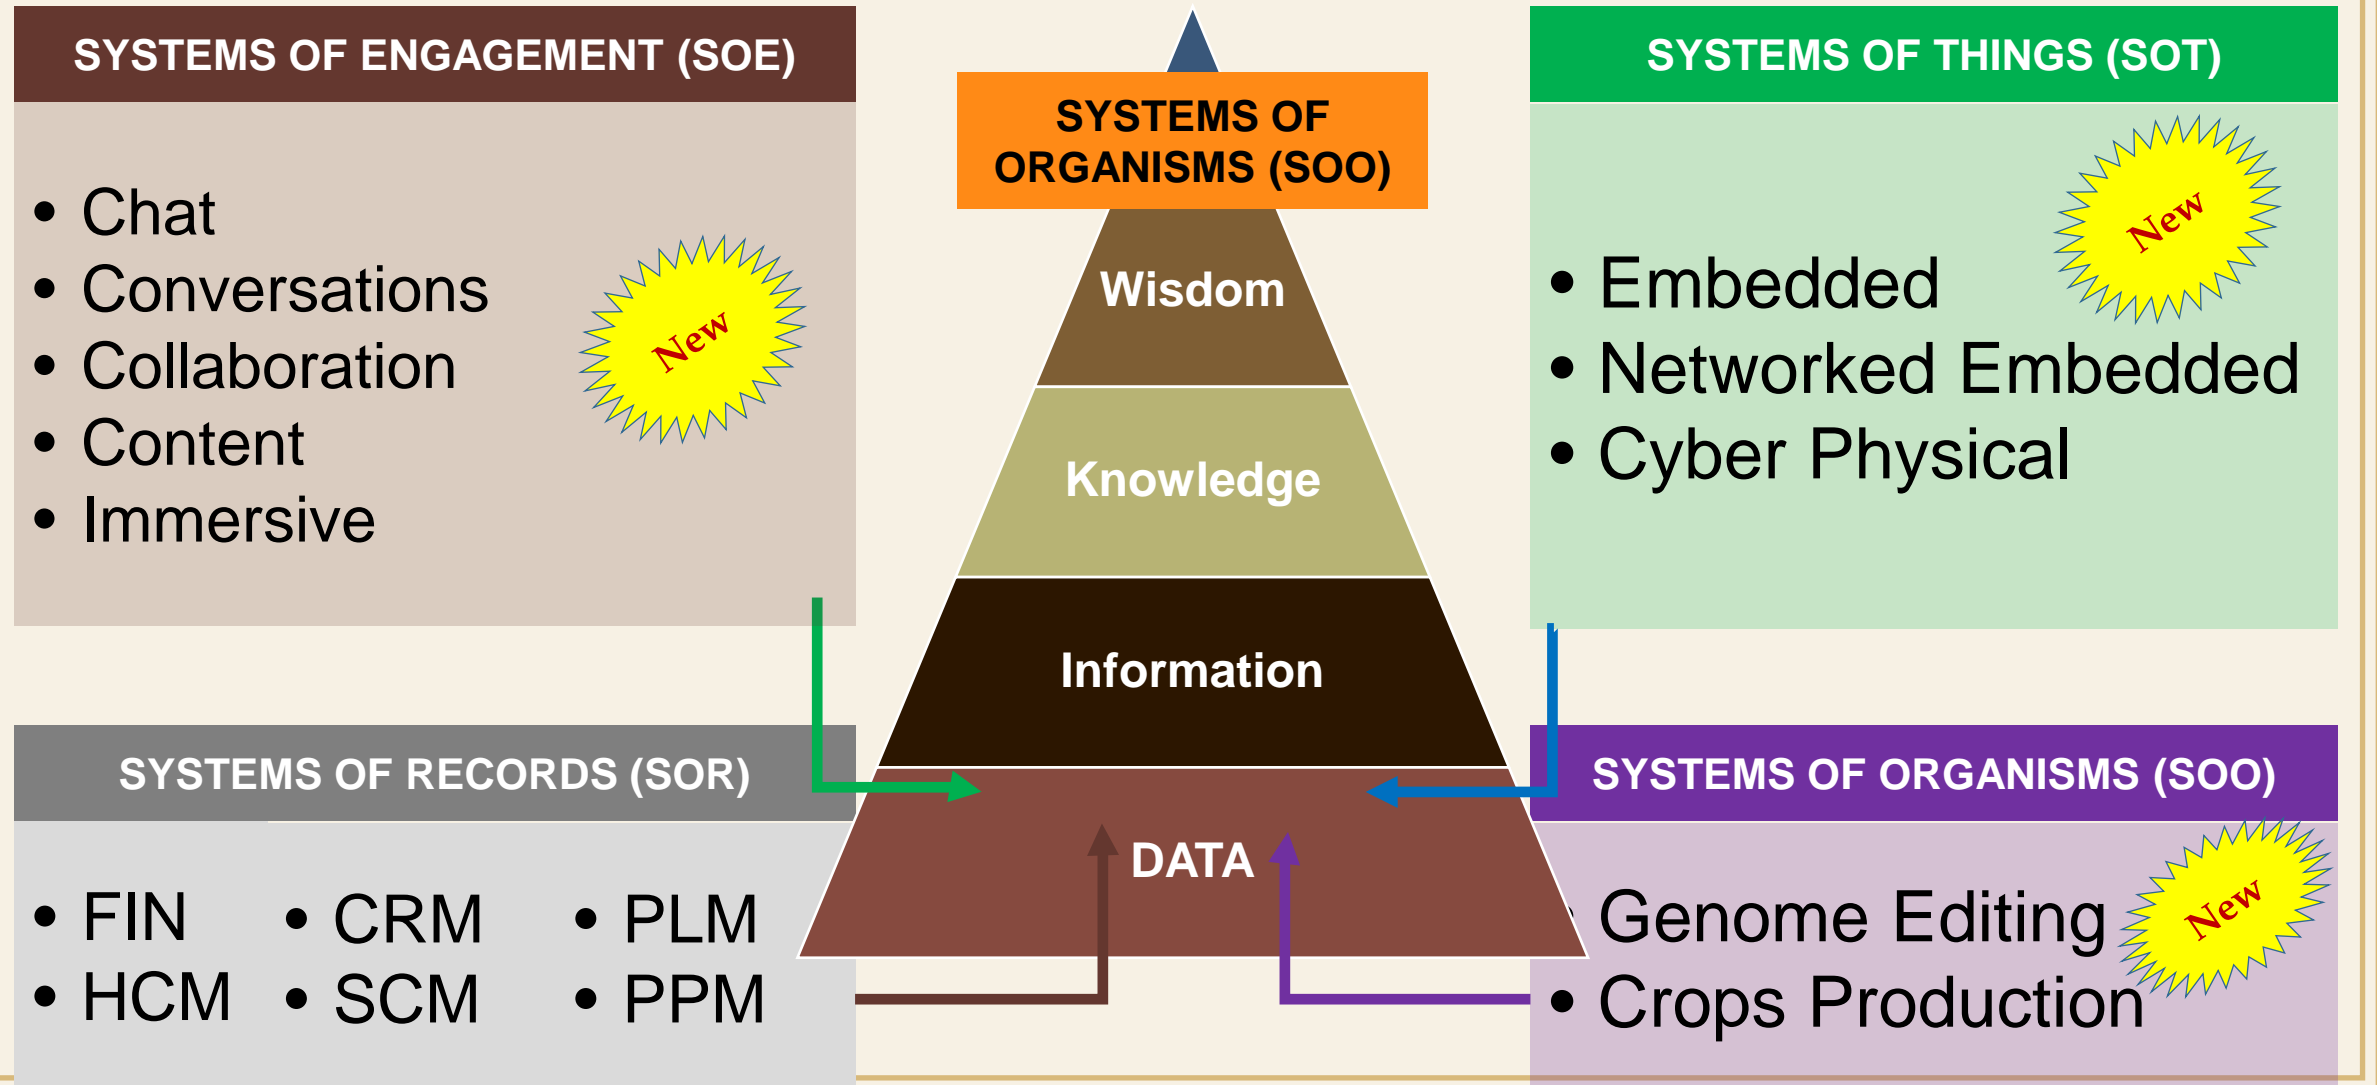 SYSTEMS OF ENGAGEMENT (SOE)
• Chat
• Conversations
• Collaboration
• Content
• Immersive
New
SYSTEMS OF
ORGANISMS (SOO)
Wisdom
Knowledge
Information
DATA
SYSTEMS OF THINGS (SOT)
New
• Embedded
• Networked Embedded
• Cyber Physical
SYSTEMS OF RECORDS (SOR)
• FIN • CRM • PLM
• HCM • SCM • PPM
SYSTEMS OF ORGANISMS (SOO)
• Genome Editing
• Crops Production
New